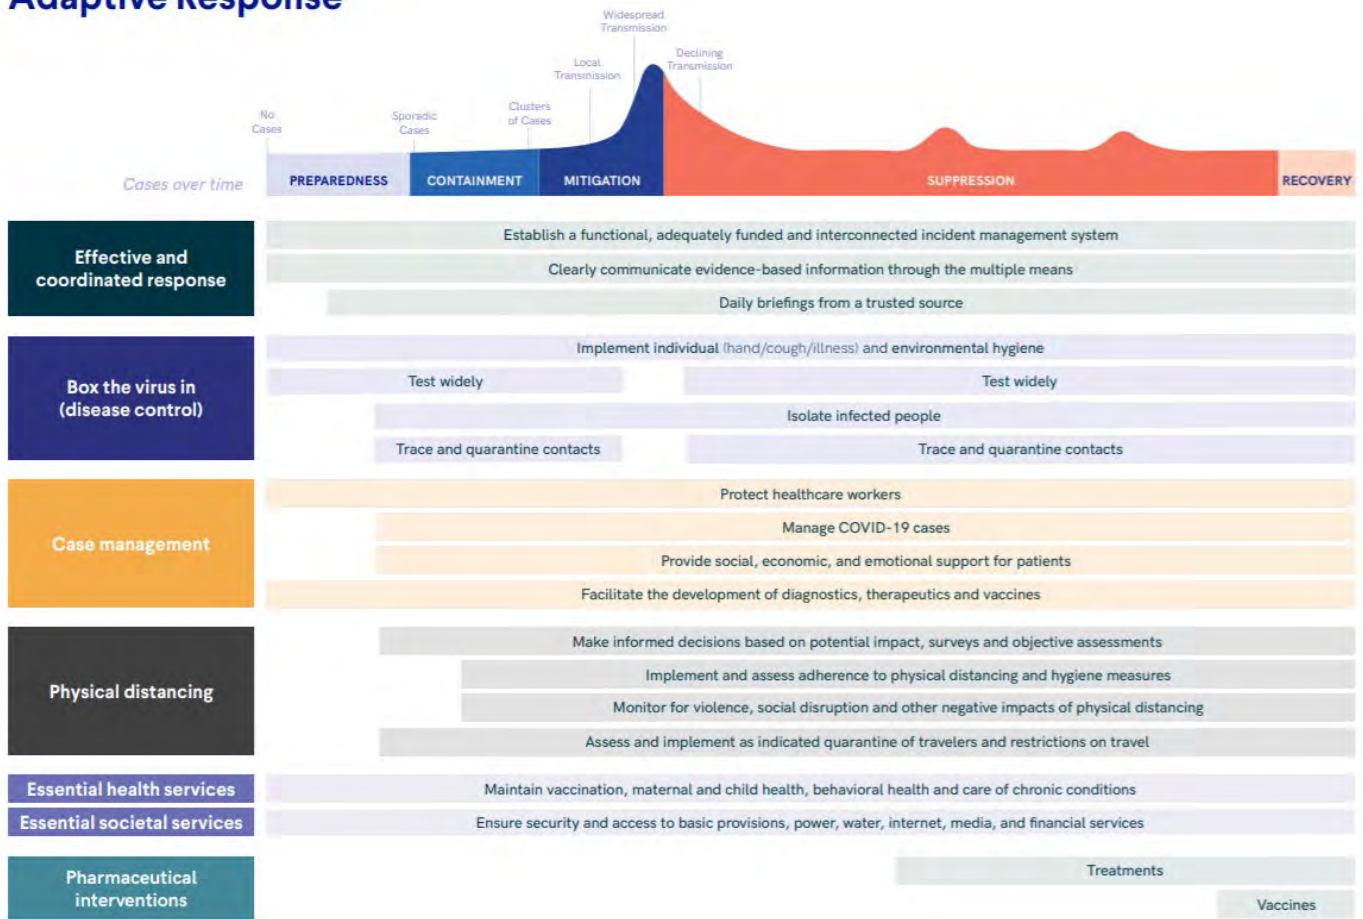 Adaptive Response
Widespread
Transmission
Declining
Transmission
Local
Transmission
Clusters
of Cases
No
Cases
Sporadic
Cases
Cases over time
PREPAREDNESS
CONTAINMENT
MITIGATION
SUPPRESSION
RECOVERY
Effective and
coordinated response
Establish a functional, adequately funded and interconnected incident management system
Clearly communicate evidence-based information through the multiple means
Daily briefings from a trusted source
Box the virus in
(disease control)
Implement individual (hand/cough/illness) and environmental hygiene
Test widely
Test widely
Isolate infected people
Trace and quarantine contacts
Trace and quarantine contacts
Case management
Protect healthcare workers
Manage COVID-19 cases
Provide social, economic, and emotional support for patients
Facilitate the development of diagnostics, therapeutics and vaccines
Physical distancing
Make informed decisions based on potential impact, surveys and objective assessments
Implement and assess adherence to physical distancing and hygiene measures
Monitor for violence, social disruption and other negative impacts of physical distancing
Assess and implement as indicated quarantine of travelers and restrictions on travel
Essential health services
Maintain vaccination, maternal and child health, behavioral health and care of chronic conditions
Essential societal services
Ensure security and access to basic provisions, power, water, internet, media, and financial services
Pharmaceutical
interventions
Treatments
Vaccines